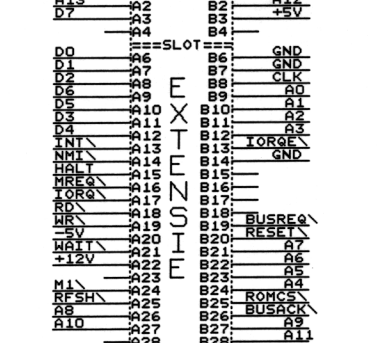 A13 A2 B2 A12
D7 A3 B3 +5V
A4 B4
===SLOT===
D0 A6 B6 GND
D1 A7 B7 GND
D2 A8 B8 CLK
D6 A9 B9 A0
D5 A10 B10 A1
D3 A11 B11 A2
D4 A12 B12 A3
INT\ A13 B13 IORQE\
NMI\ A14 B14 GND
HALT A15 B15
MREQ\ A16 B16
IORQ\ A17 B17
RD\ A18 B18
WR\ A19 B19 BUSREQ\
-5V A20 B20 RESET\
WAIT\ A21 B21 A7
+12V A22 B22 A6
A23 B23 A5
M1\ A24 B24 A4
RFSH\ A25 B25 ROMCS\
A8 A26 B26 BUSACK\
A10 A27 B27 A9
A28 B28 A11
EXTENSIE